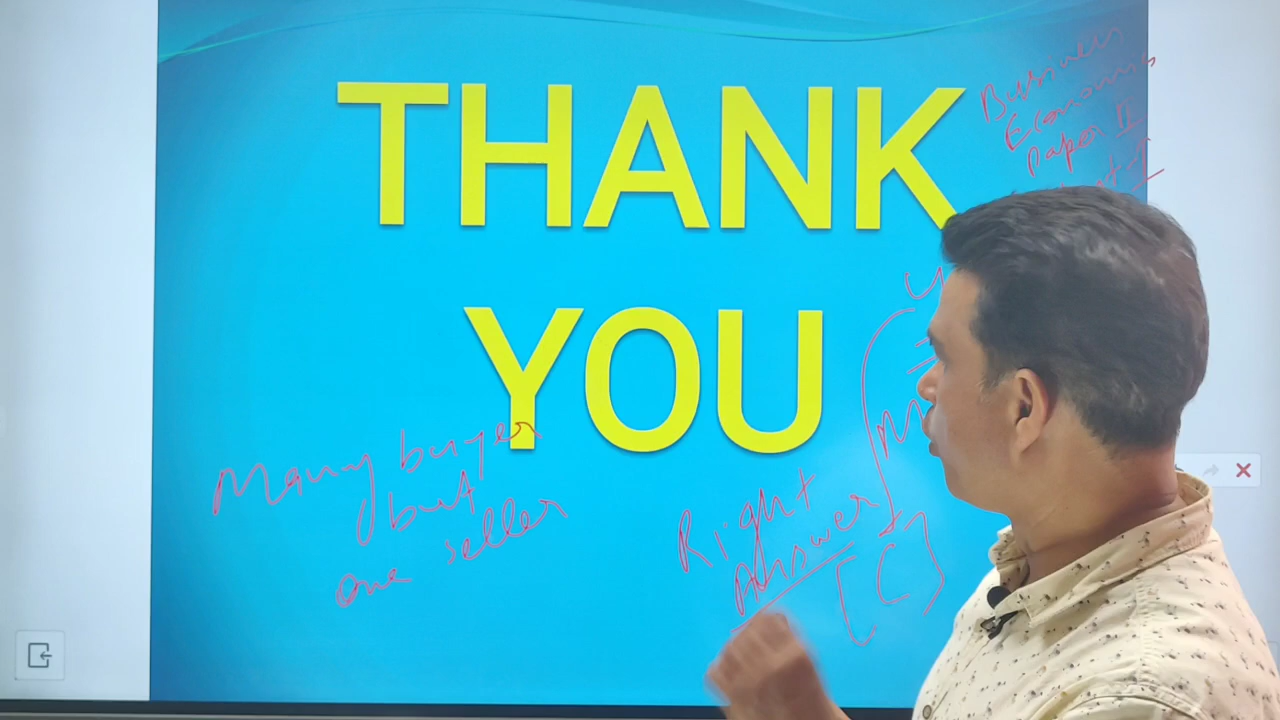 THANK
YOU
Business
Economics
Paper II
Many buyer
but
one seller
Right
Answer
[C]